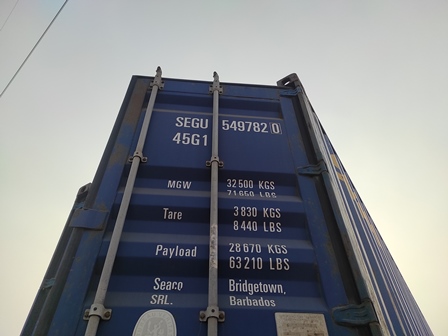 SEGU 549782 0
45G1
MGW 32500 KGS
71650 LBS
Tare 3830 KGS
8440 LBS
Payload 28670 KGS
63210 LBS
Seaco Bridgetown,
SRL. Barbados